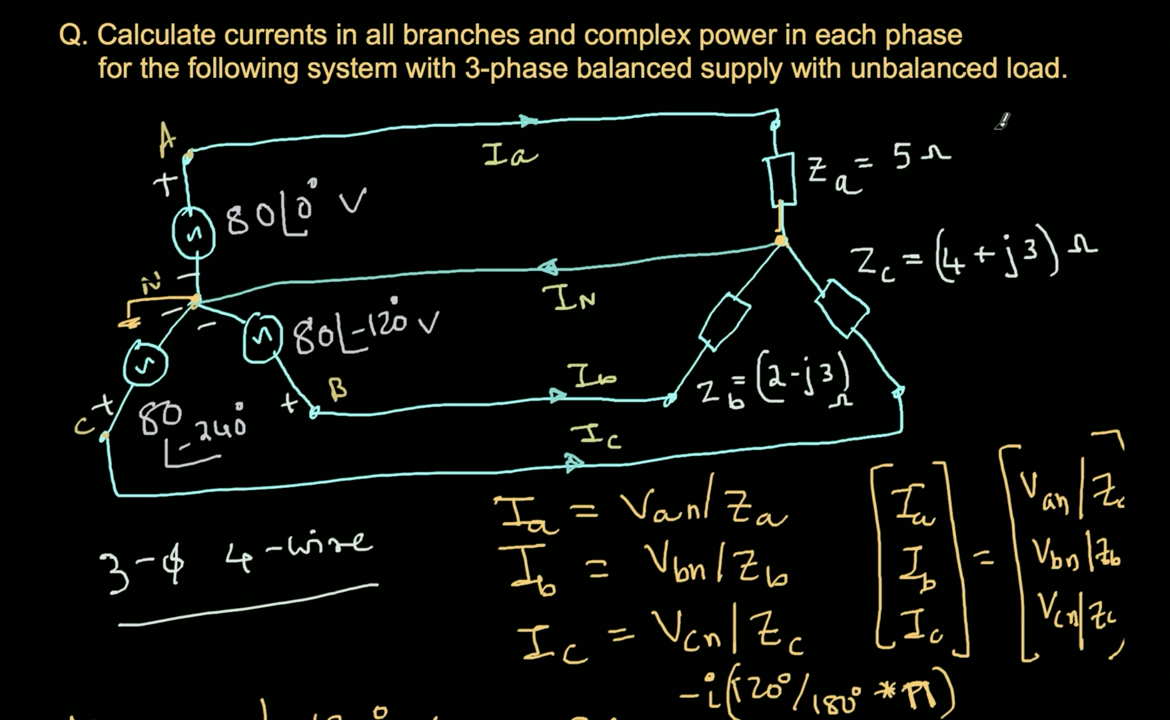 Q. Calculate currents in all branches and complex power in each phase
for the following system with 3-phase balanced supply with unbalanced load.
A
Ia
+
Za = 5 Ω
80∠0° V
Zc = (4 + j3) Ω
N
-
IN
-
-
80∠-120° V
Ib
Zb = (2-j3) Ω
B
+
+
C
80∠-240°
Ic
3-ϕ 4-wire
Ia = Van/Za
Ib = Vbn/Zb
Ic = Vcn/Zc
[Ia Ib Ic] = [Van/Zc Vbn/Zb Vcn/Zc]
-i(120°/180° * PI)